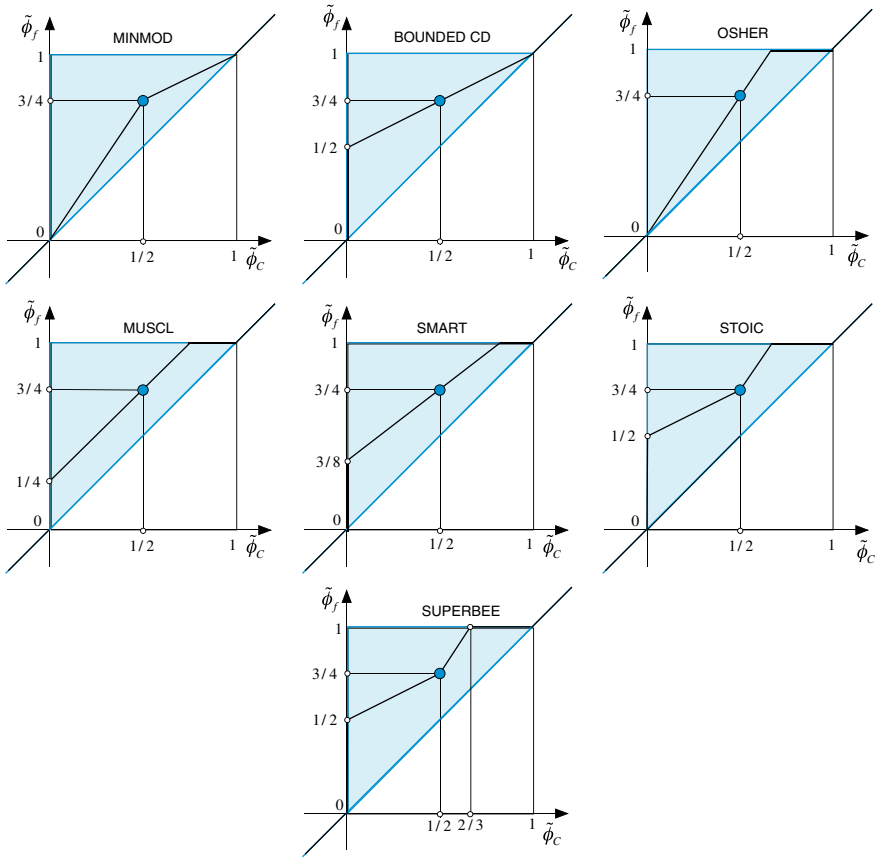 MINMOD
ϕ̃_f
1
3/4
0
1/2
1
ϕ̃_C
BOUNDED CD
ϕ̃_f
1
3/4
1/2
0
1/2
1
ϕ̃_C
OSHER
ϕ̃_f
1
3/4
0
1/2
1
ϕ̃_C
MUSCL
ϕ̃_f
1
3/4
1/4
0
1/2
1
ϕ̃_C
SMART
ϕ̃_f
1
3/4
3/8
0
1/2
1
ϕ̃_C
STOIC
ϕ̃_f
1
3/4
1/2
0
1/2
1
ϕ̃_C
SUPERBEE
ϕ̃_f
1
3/4
1/2
0
1/2
2/3
1
ϕ̃_C